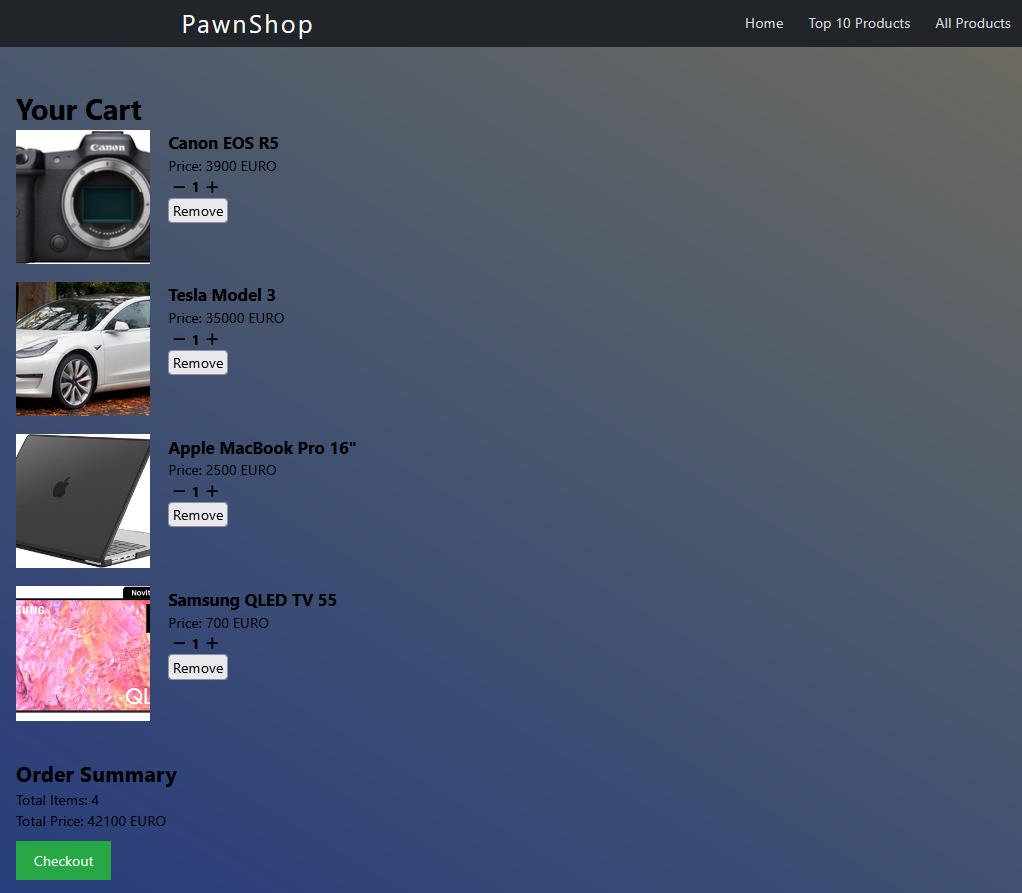 PawnShop
Home Top 10 Products All Products
Your Cart
Canon
Canon EOS R5
Price: 3900 EURO
− 1 +
Remove
Tesla Model 3
Price: 35000 EURO
− 1 +
Remove
Apple MacBook Pro 16"
Price: 2500 EURO
− 1 +
Remove
Novit
SUNG
QL
Samsung QLED TV 55
Price: 700 EURO
− 1 +
Remove
Order Summary
Total Items: 4
Total Price: 42100 EURO
Checkout